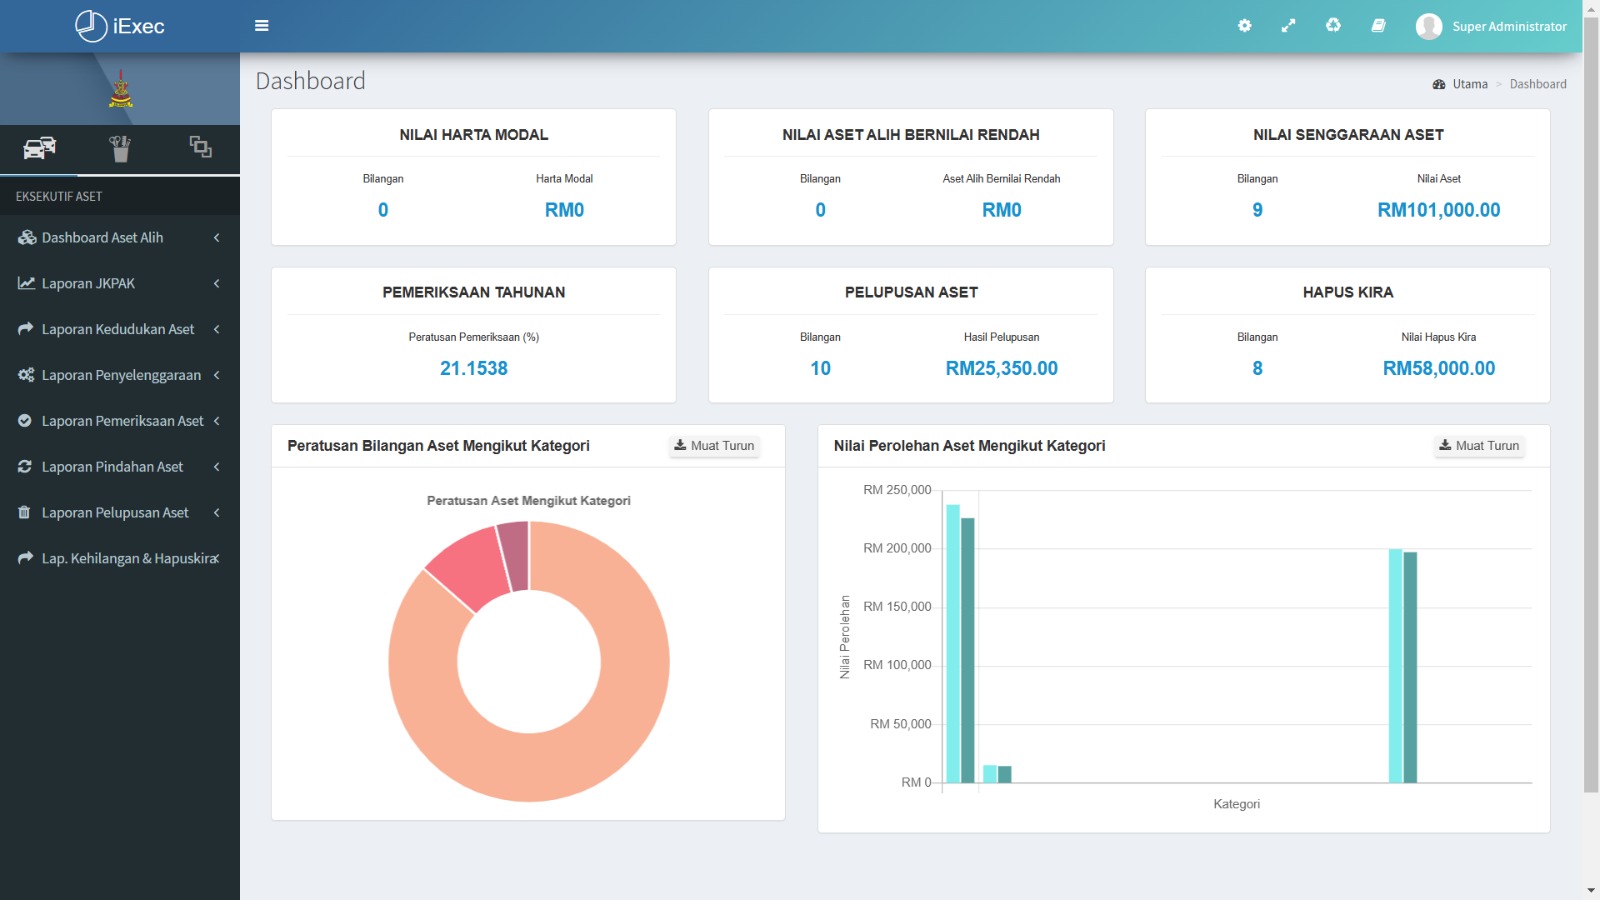 iExec
Super Administrator
Dashboard
Utama > Dashboard
EKSEKUTIF ASET
Dashboard Aset Alih
Laporan JKPAK
Laporan Kedudukan Aset
Laporan Penyelenggaraan
Laporan Pemeriksaan Aset
Laporan Pindahan Aset
Laporan Pelupusan Aset
Lap. Kehilangan & Hapuskira
NILAI HARTA MODAL
Bilangan Harta Modal
0 RM0
NILAI ASET ALIH BERNILAI RENDAH
Bilangan Aset Alih Bernilai Rendah
0 RM0
NILAI SENGGARAAN ASET
Bilangan Nilai Aset
9 RM101,000.00
PEMERIKSAAN TAHUNAN
Peratusan Pemeriksaan (%)
21.1538
PELUPUSAN ASET
Bilangan Hasil Pelupusan
10 RM25,350.00
HAPUS KIRA
Bilangan Nilai Hapus Kira
8 RM58,000.00
Peratusan Bilangan Aset Mengikut Kategori Muat Turun
Peratusan Aset Mengikut Kategori
Nilai Perolehan Aset Mengikut Kategori Muat Turun
RM 250,000
RM 200,000
RM 150,000
RM 100,000
RM 50,000
RM 0
Nilai Perolehan
Kategori